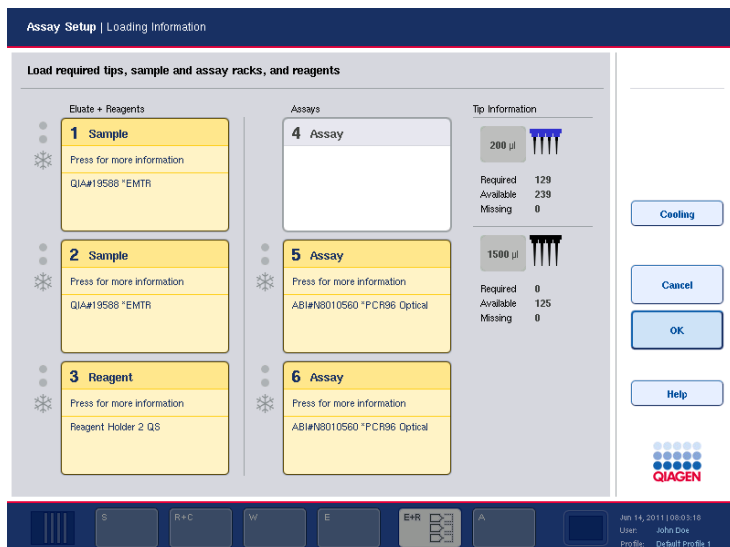 Assay Setup | Loading Information
Load required tips, sample and assay racks, and reagents
Eluate + Reagents
1 Sample
Press for more information
QIA#19588 *EMTR
2 Sample
Press for more information
QIA#19588 *EMTR
3 Reagent
Press for more information
Reagent Holder 2 QS
Assays
4 Assay
5 Assay
Press for more information
ABI#N8010560 *PCR96 Optical
6 Assay
Press for more information
ABI#N8010560 *PCR96 Optical
Tip Information
200 µl
Required 129
Available 239
Missing 0
1500 µl
Required 0
Available 125
Missing 0
Cooling
Cancel
OK
Help
QIAGEN
S
R+C
W
E
E+R
A
Jun 14, 2011 | 08:03:18
User: John Doe
Profile: Default Profile 1